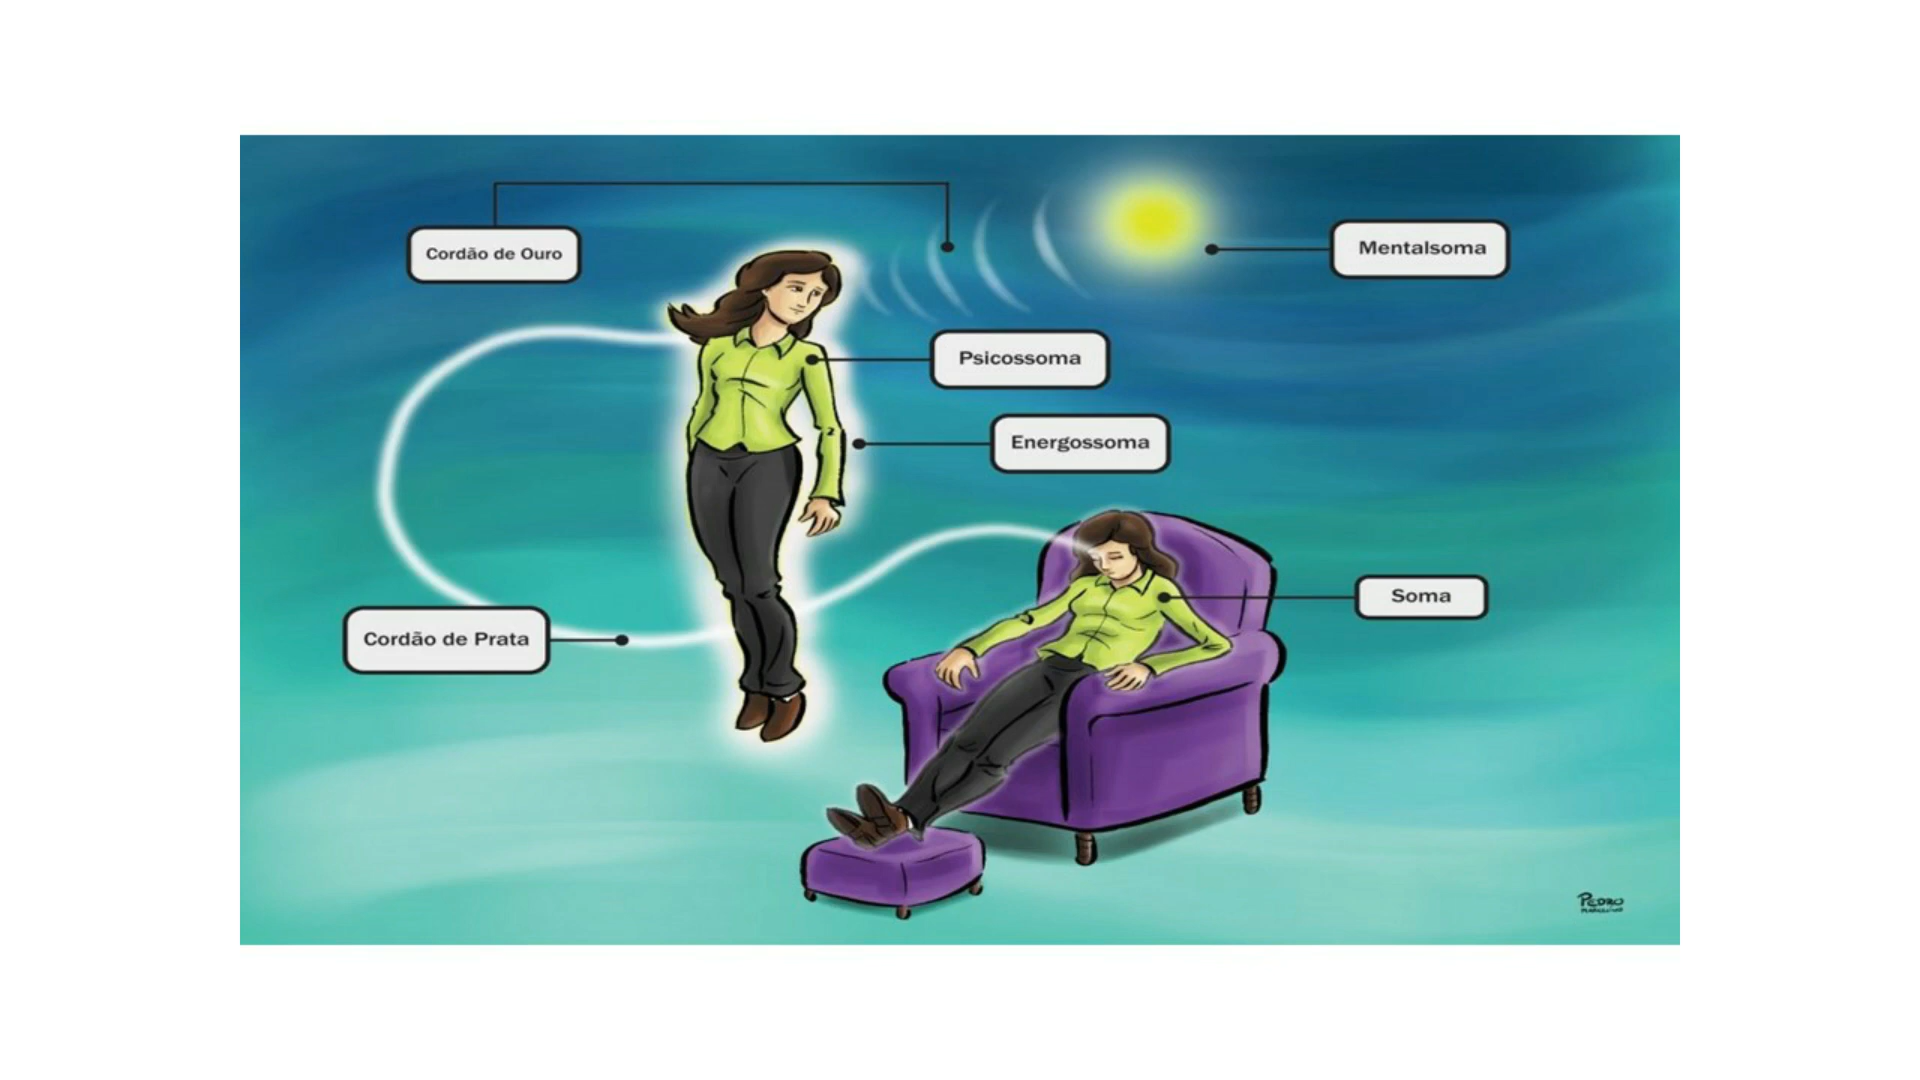 Cordão de Ouro
Mentalsoma
Psicossoma
Energossoma
Soma
Cordão de Prata
PEDRO